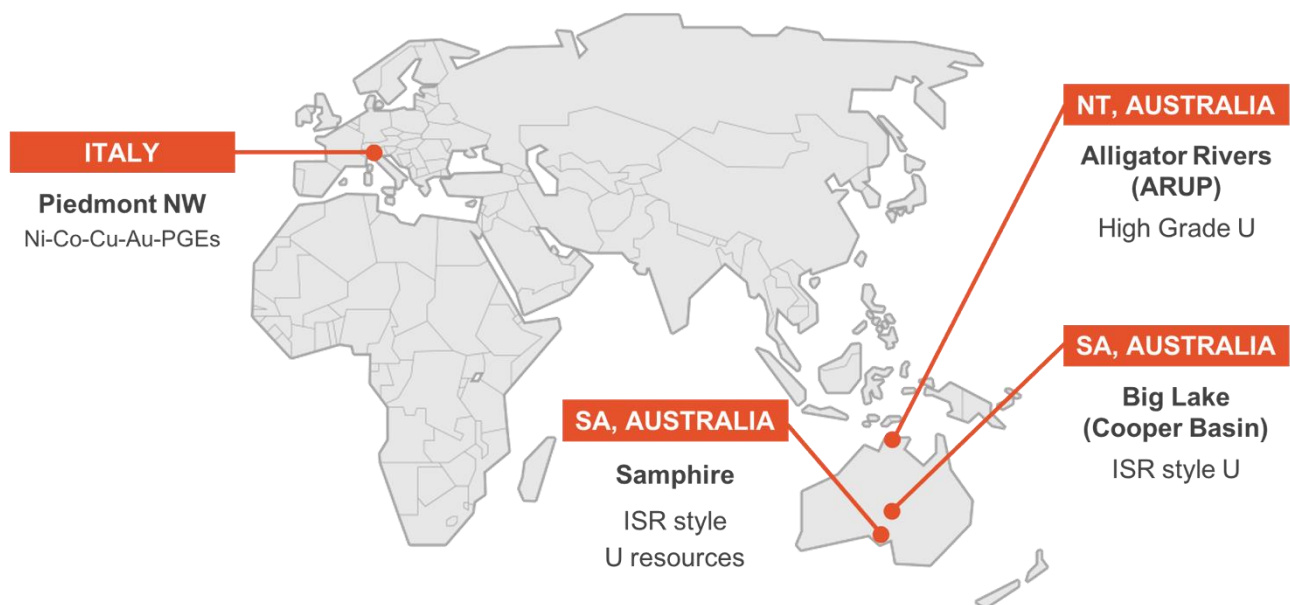 ITALY
Piedmont NW
Ni-Co-Cu-Au-PGEs
NT, AUSTRALIA
Alligator Rivers
(ARUP)
High Grade U
SA, AUSTRALIA
Big Lake
(Cooper Basin)
ISR style U
SA, AUSTRALIA
Samphire
ISR style
U resources